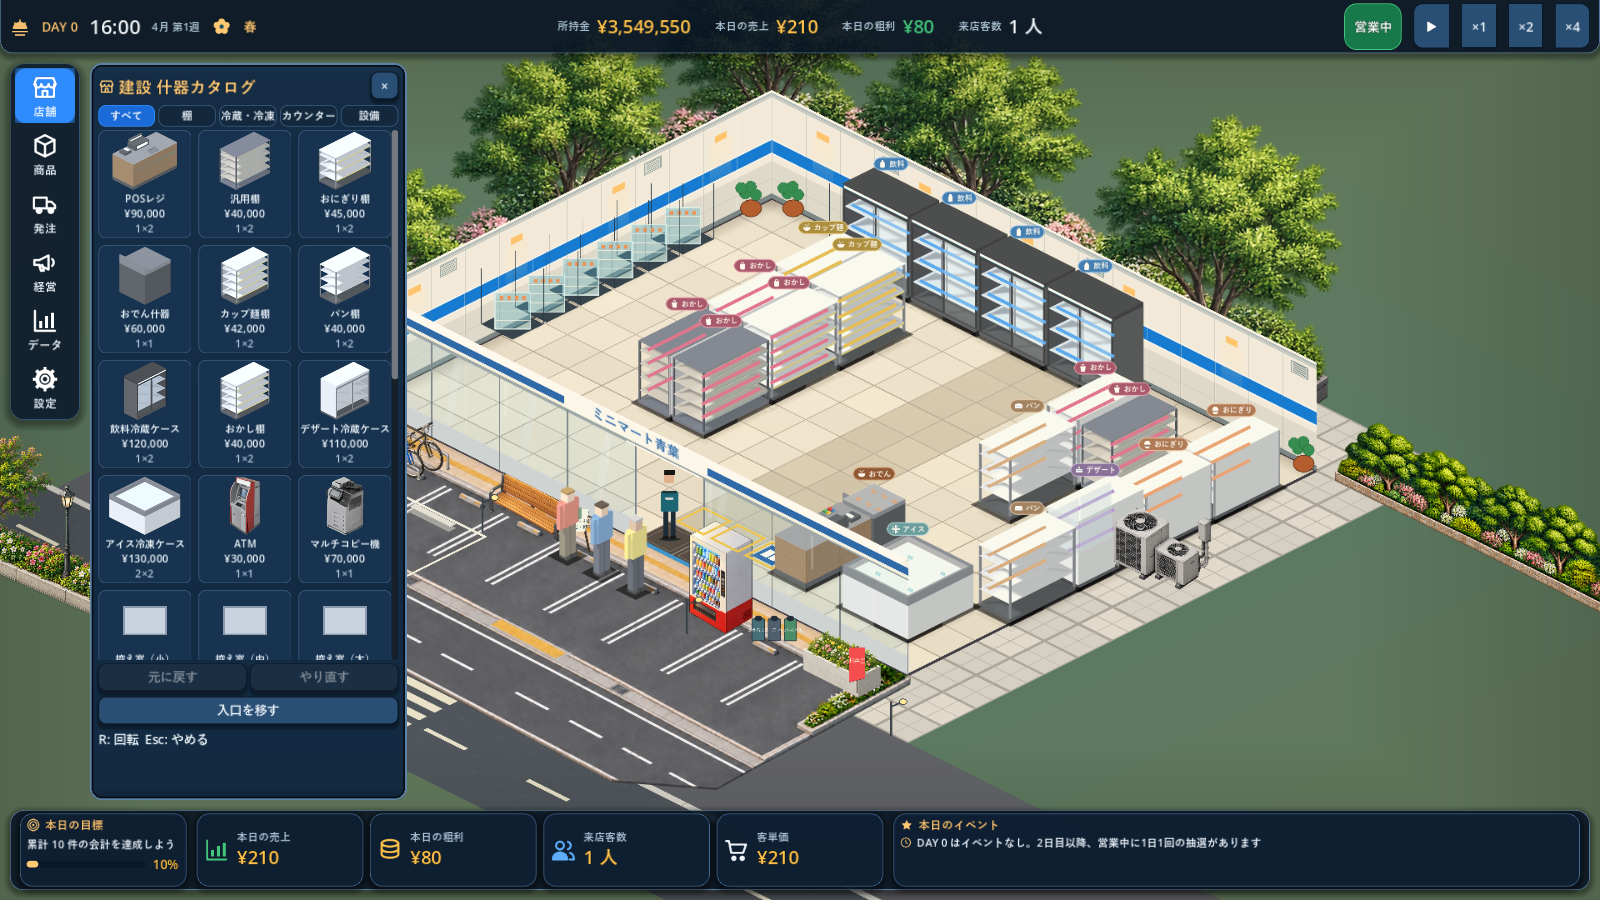 DAY 0 16:00 4月 第1週 春
所持金 ¥3,549,550 本日の売上 ¥210 本日の粗利 ¥80 来店客数 1 人
営業中 ×1 ×2 ×4
店舗
商品
発注
経営
データ
設定
建設 什器カタログ ×
すべて 棚 冷蔵・冷凍 カウンター 設備
POSレジ 汎用棚 おにぎり棚
¥90,000 ¥40,000 ¥45,000
1×2 1×2 1×2
おでん什器 カップ麺棚 パン棚
¥60,000 ¥42,000 ¥40,000
1×1 1×2 1×2
飲料冷蔵ケース おかし棚 デザート冷蔵ケース
¥120,000 ¥40,000 ¥110,000
1×2 1×2 1×2
アイス冷凍ケース ATM マルチコピー機
¥130,000 ¥30,000 ¥70,000
2×2 1×1 1×1
控え室（小） 控え室（中） 控え室（大）
元に戻す やり直す
入口を移す
R: 回転 Esc: やめる
飲料
飲料
飲料
飲料
カップ麺
カップ麺
おかし
おかし
おかし
おかし
おかし
おかし
パン
おにぎり
おにぎり
デザート
おでん
パン
アイス
ミニマート青葉
本日の目標
累計 10 件の会計を達成しよう
10%
本日の売上
¥210
本日の粗利
¥80
来店客数
1 人
客単価
¥210
本日のイベント
DAY 0 はイベントなし。2日目以降、営業中に1日1回の抽選があります